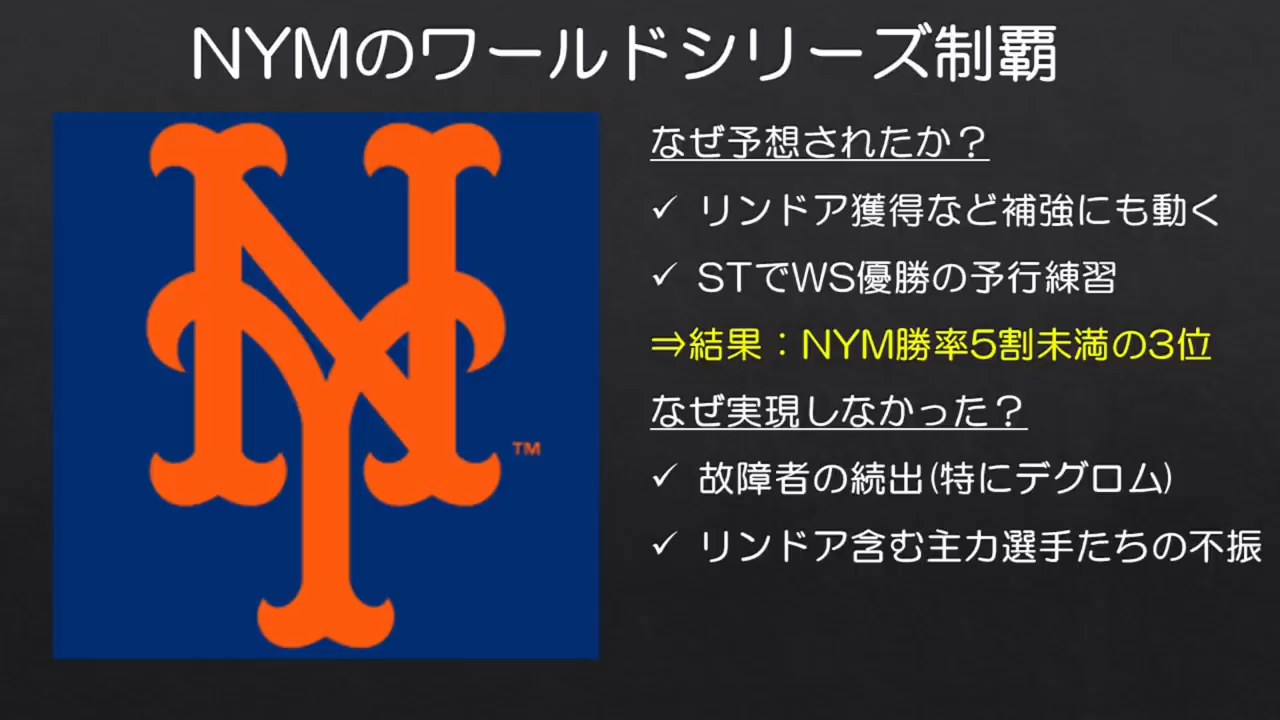 NYMのワールドシリーズ制覇
なぜ予想されたか？
✓ リンドア獲得など補強にも動く
✓ STでWS優勝の予行練習
⇒結果：NYM勝率5割未満の3位
なぜ実現しなかった？
✓ 故障者の続出(特にデグロム)
✓ リンドア含む主力選手たちの不振
NY
TM